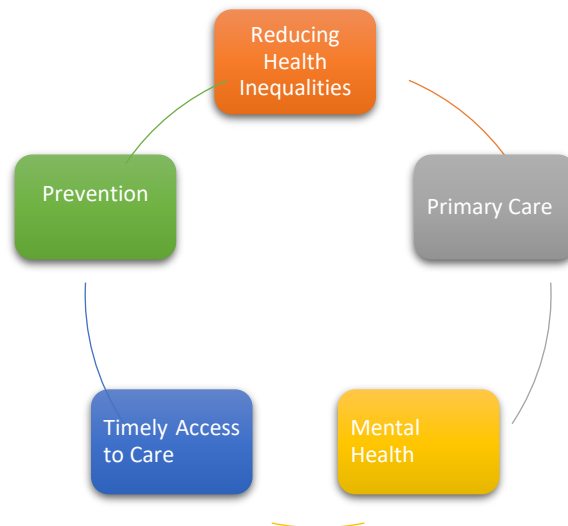 Reducing
Health
Inequalities
Prevention
Primary Care
Timely Access
to Care
Mental
Health